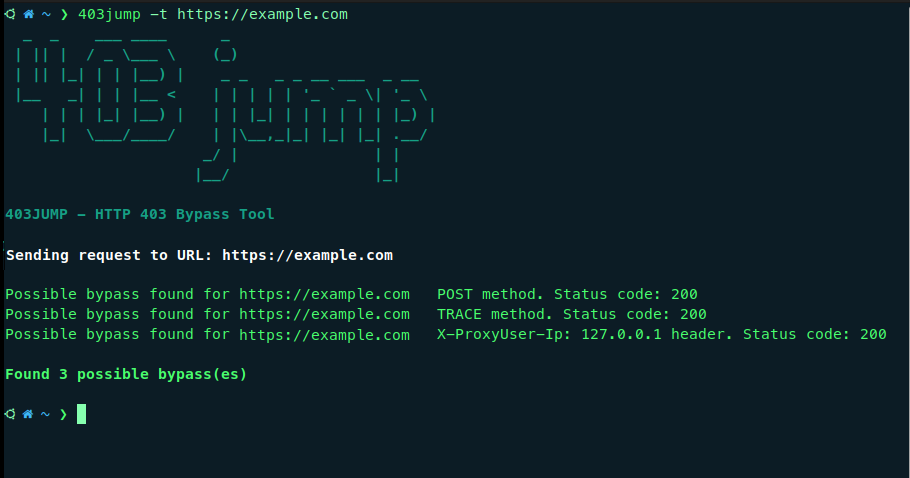 ~ ❯ 403jump -t https://example.com
403 jump
403JUMP - HTTP 403 Bypass Tool
Sending request to URL: https://example.com
Possible bypass found for https://example.com   POST method. Status code: 200
Possible bypass found for https://example.com   TRACE method. Status code: 200
Possible bypass found for https://example.com   X-ProxyUser-Ip: 127.0.0.1 header. Status code: 200
Found 3 possible bypass(es)
~ ❯